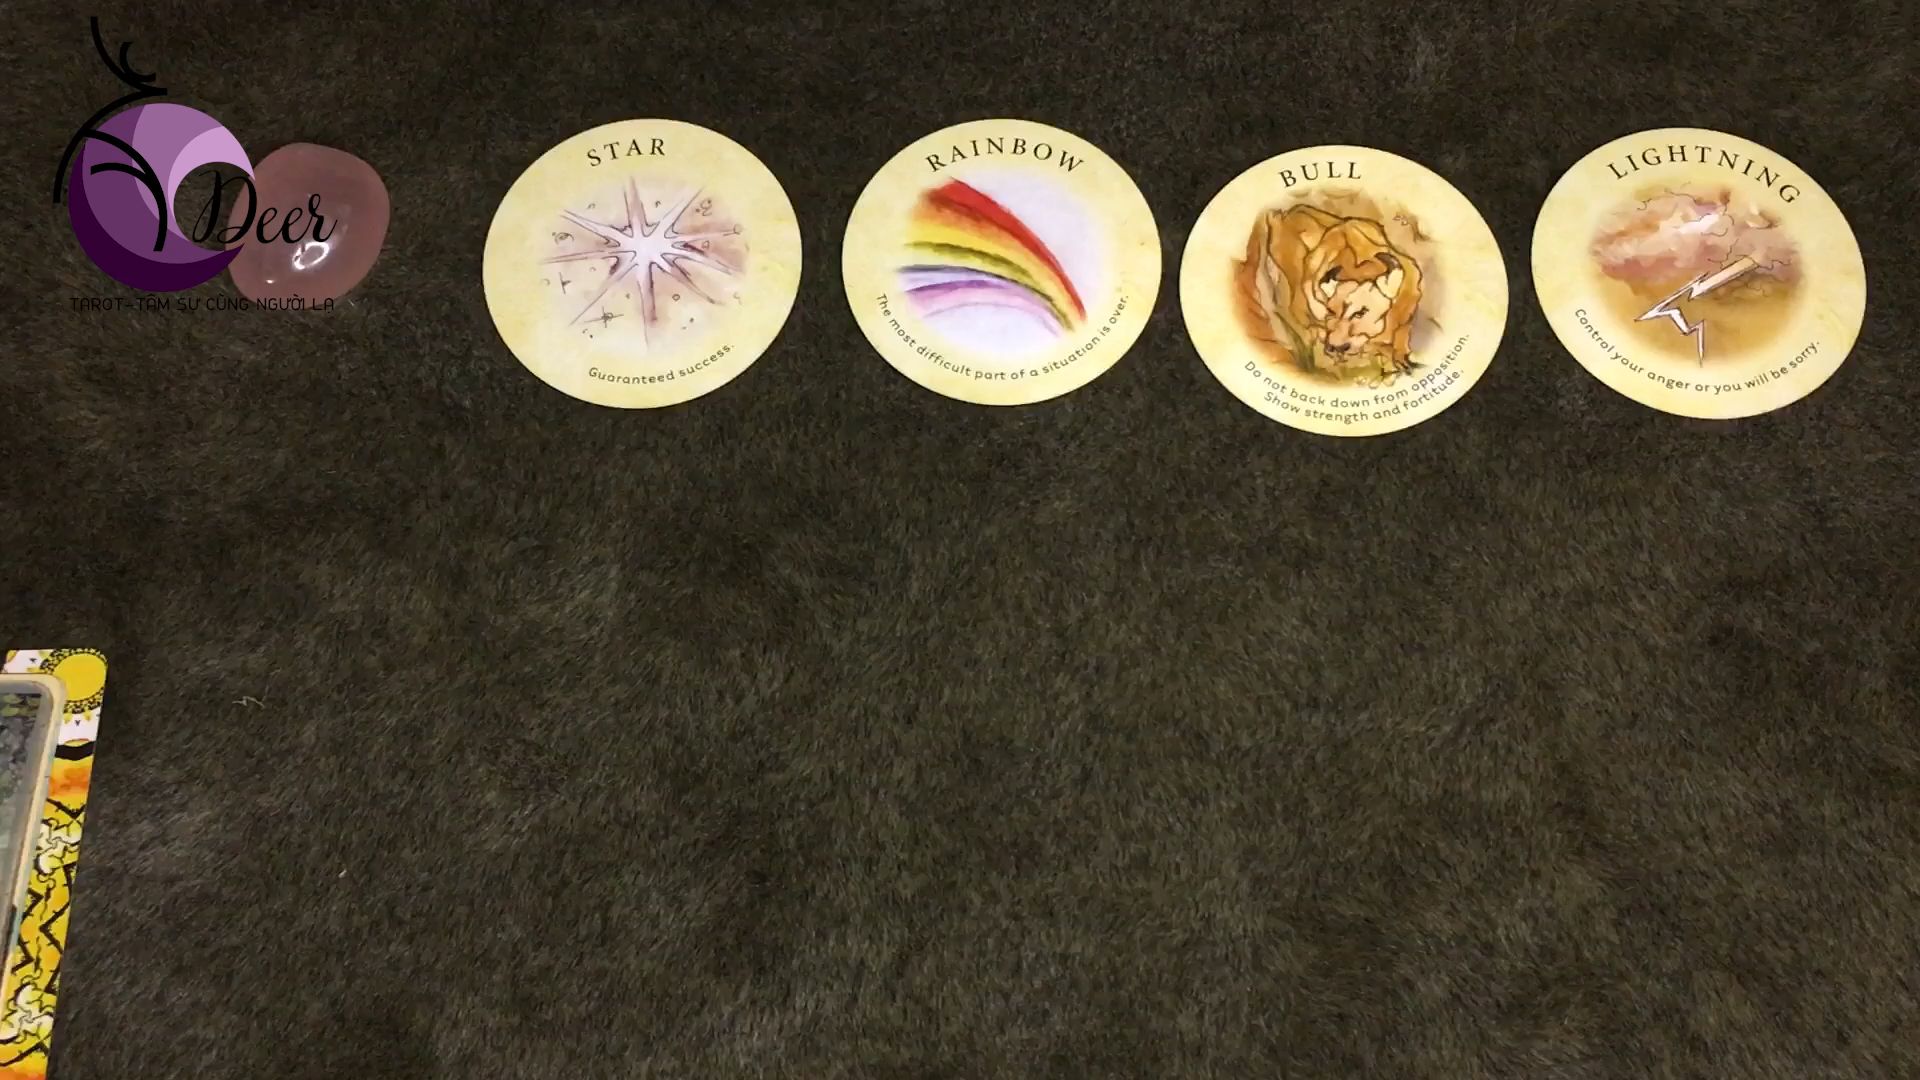 Deer
TAROT-TÂM SỰ CÙNG NGƯỜI LẠ
STAR
Guaranteed success.
RAINBOW
The most difficult part of a situation is over.
BULL
Do not back down from opposition.
Show strength and fortitude.
LIGHTNING
Control your anger or you will be sorry.